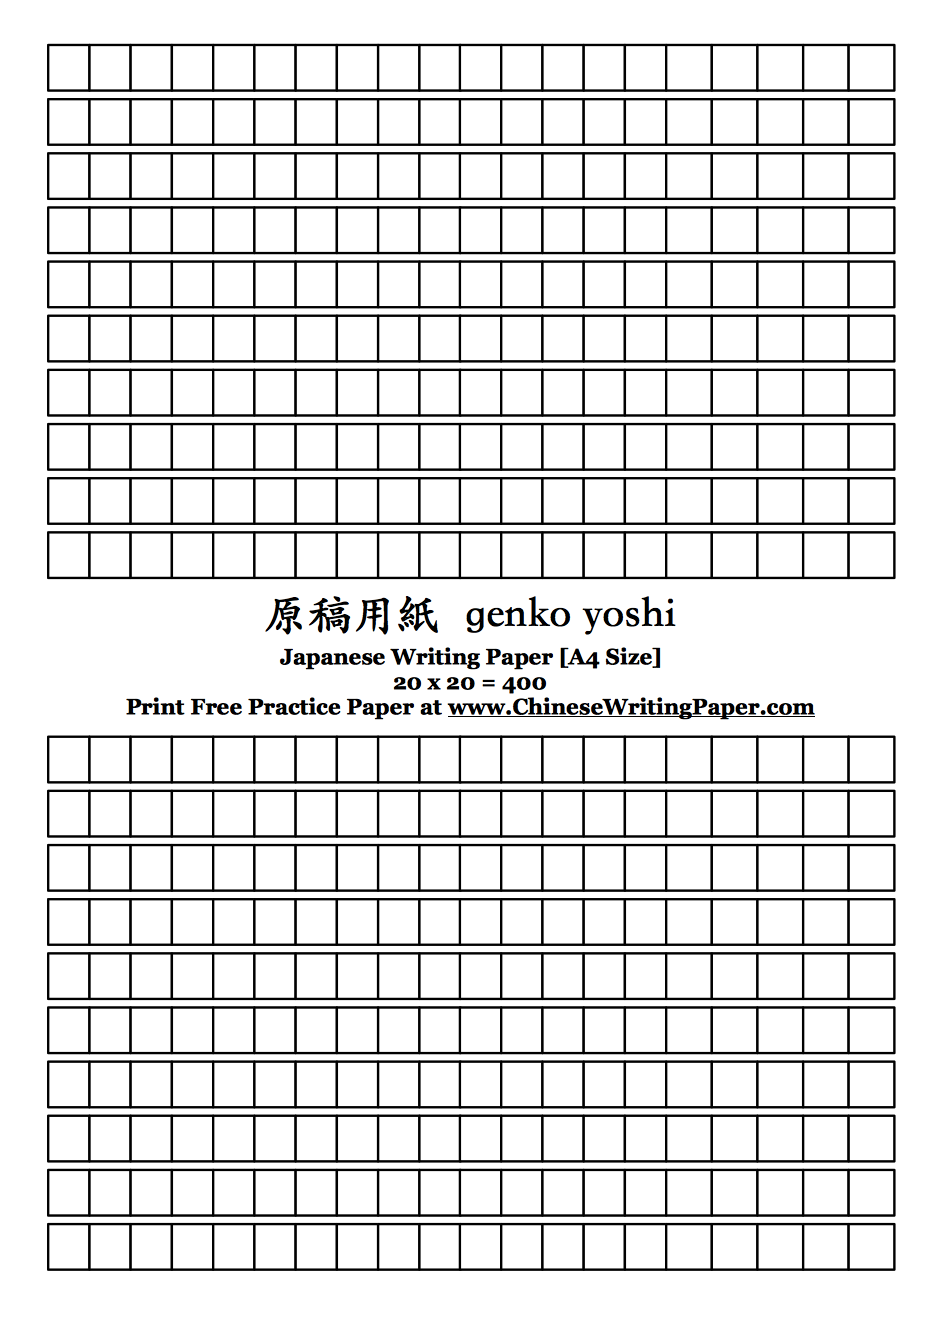 原稿用紙 genko yoshi
Japanese Writing Paper [A4 Size]
20 x 20 = 400
Print Free Practice Paper at www.ChineseWritingPaper.com